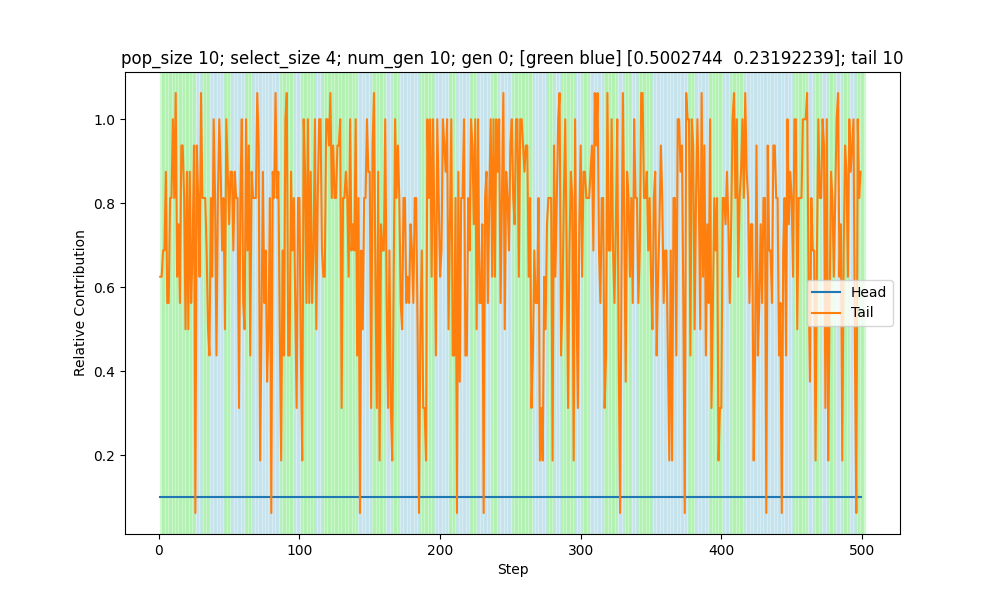 pop_size 10; select_size 4; num_gen 10; gen 0; [green blue] [0.5002744  0.23192239]; tail 10
Relative Contribution
1.0
0.8
0.6
0.4
0.2
Head
Tail
0
100
200
300
400
500
Step